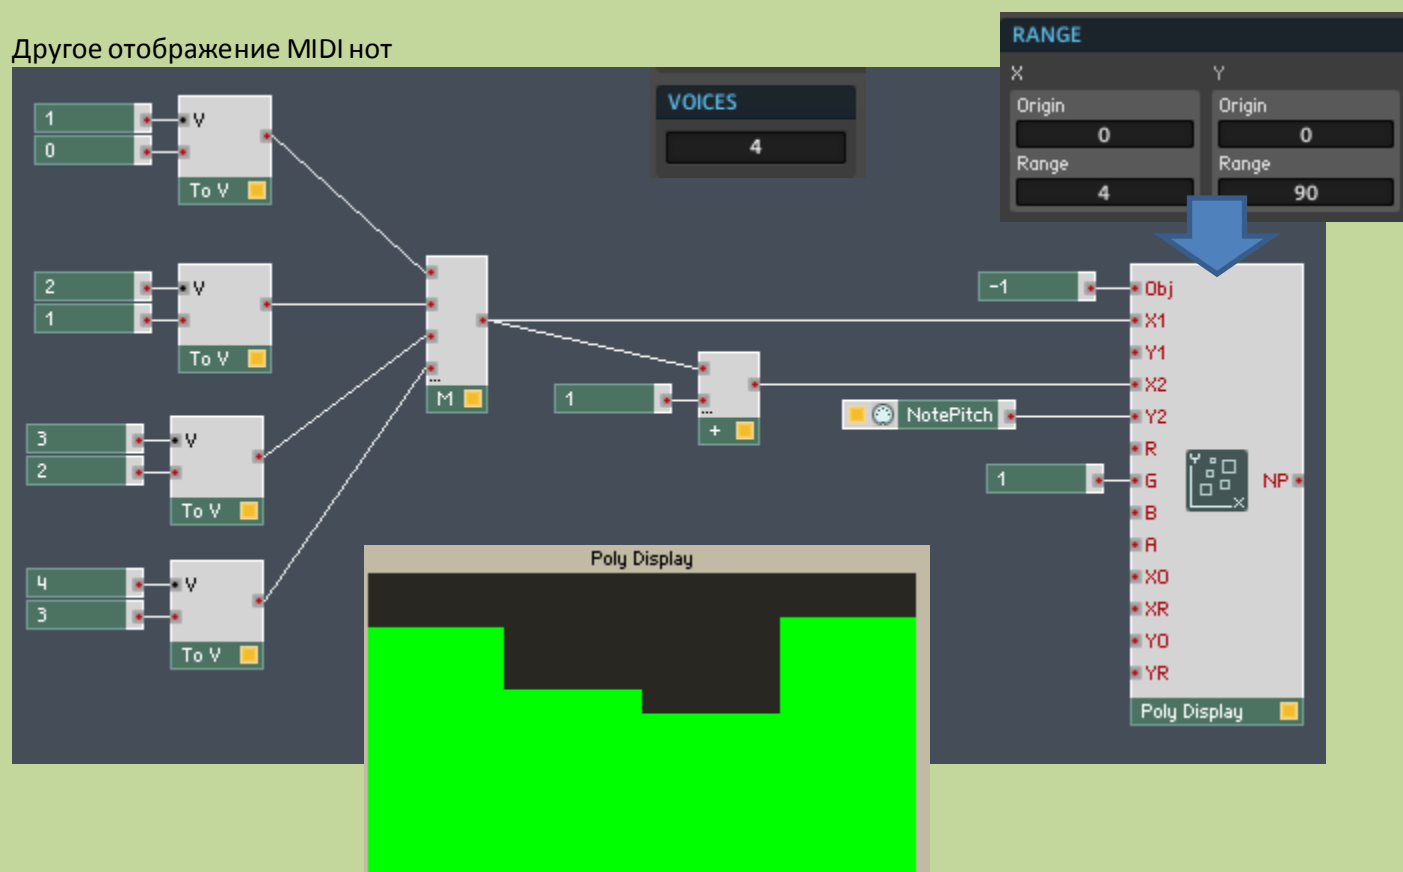 Другое отображение MIDI нот
RANGE
X Y
Origin Origin
0 0
Range Range
4 90
VOICES
4
1
0
V
To V
2
1
V
To V
3
2
V
To V
4
3
V
To V
...
M
1
...
+
-1
NotePitch
1
Obj
X1
Y1
X2
Y2
R
G
B
A
XO
XR
YO
YR
Y
X
NP
Poly Display
Poly Display